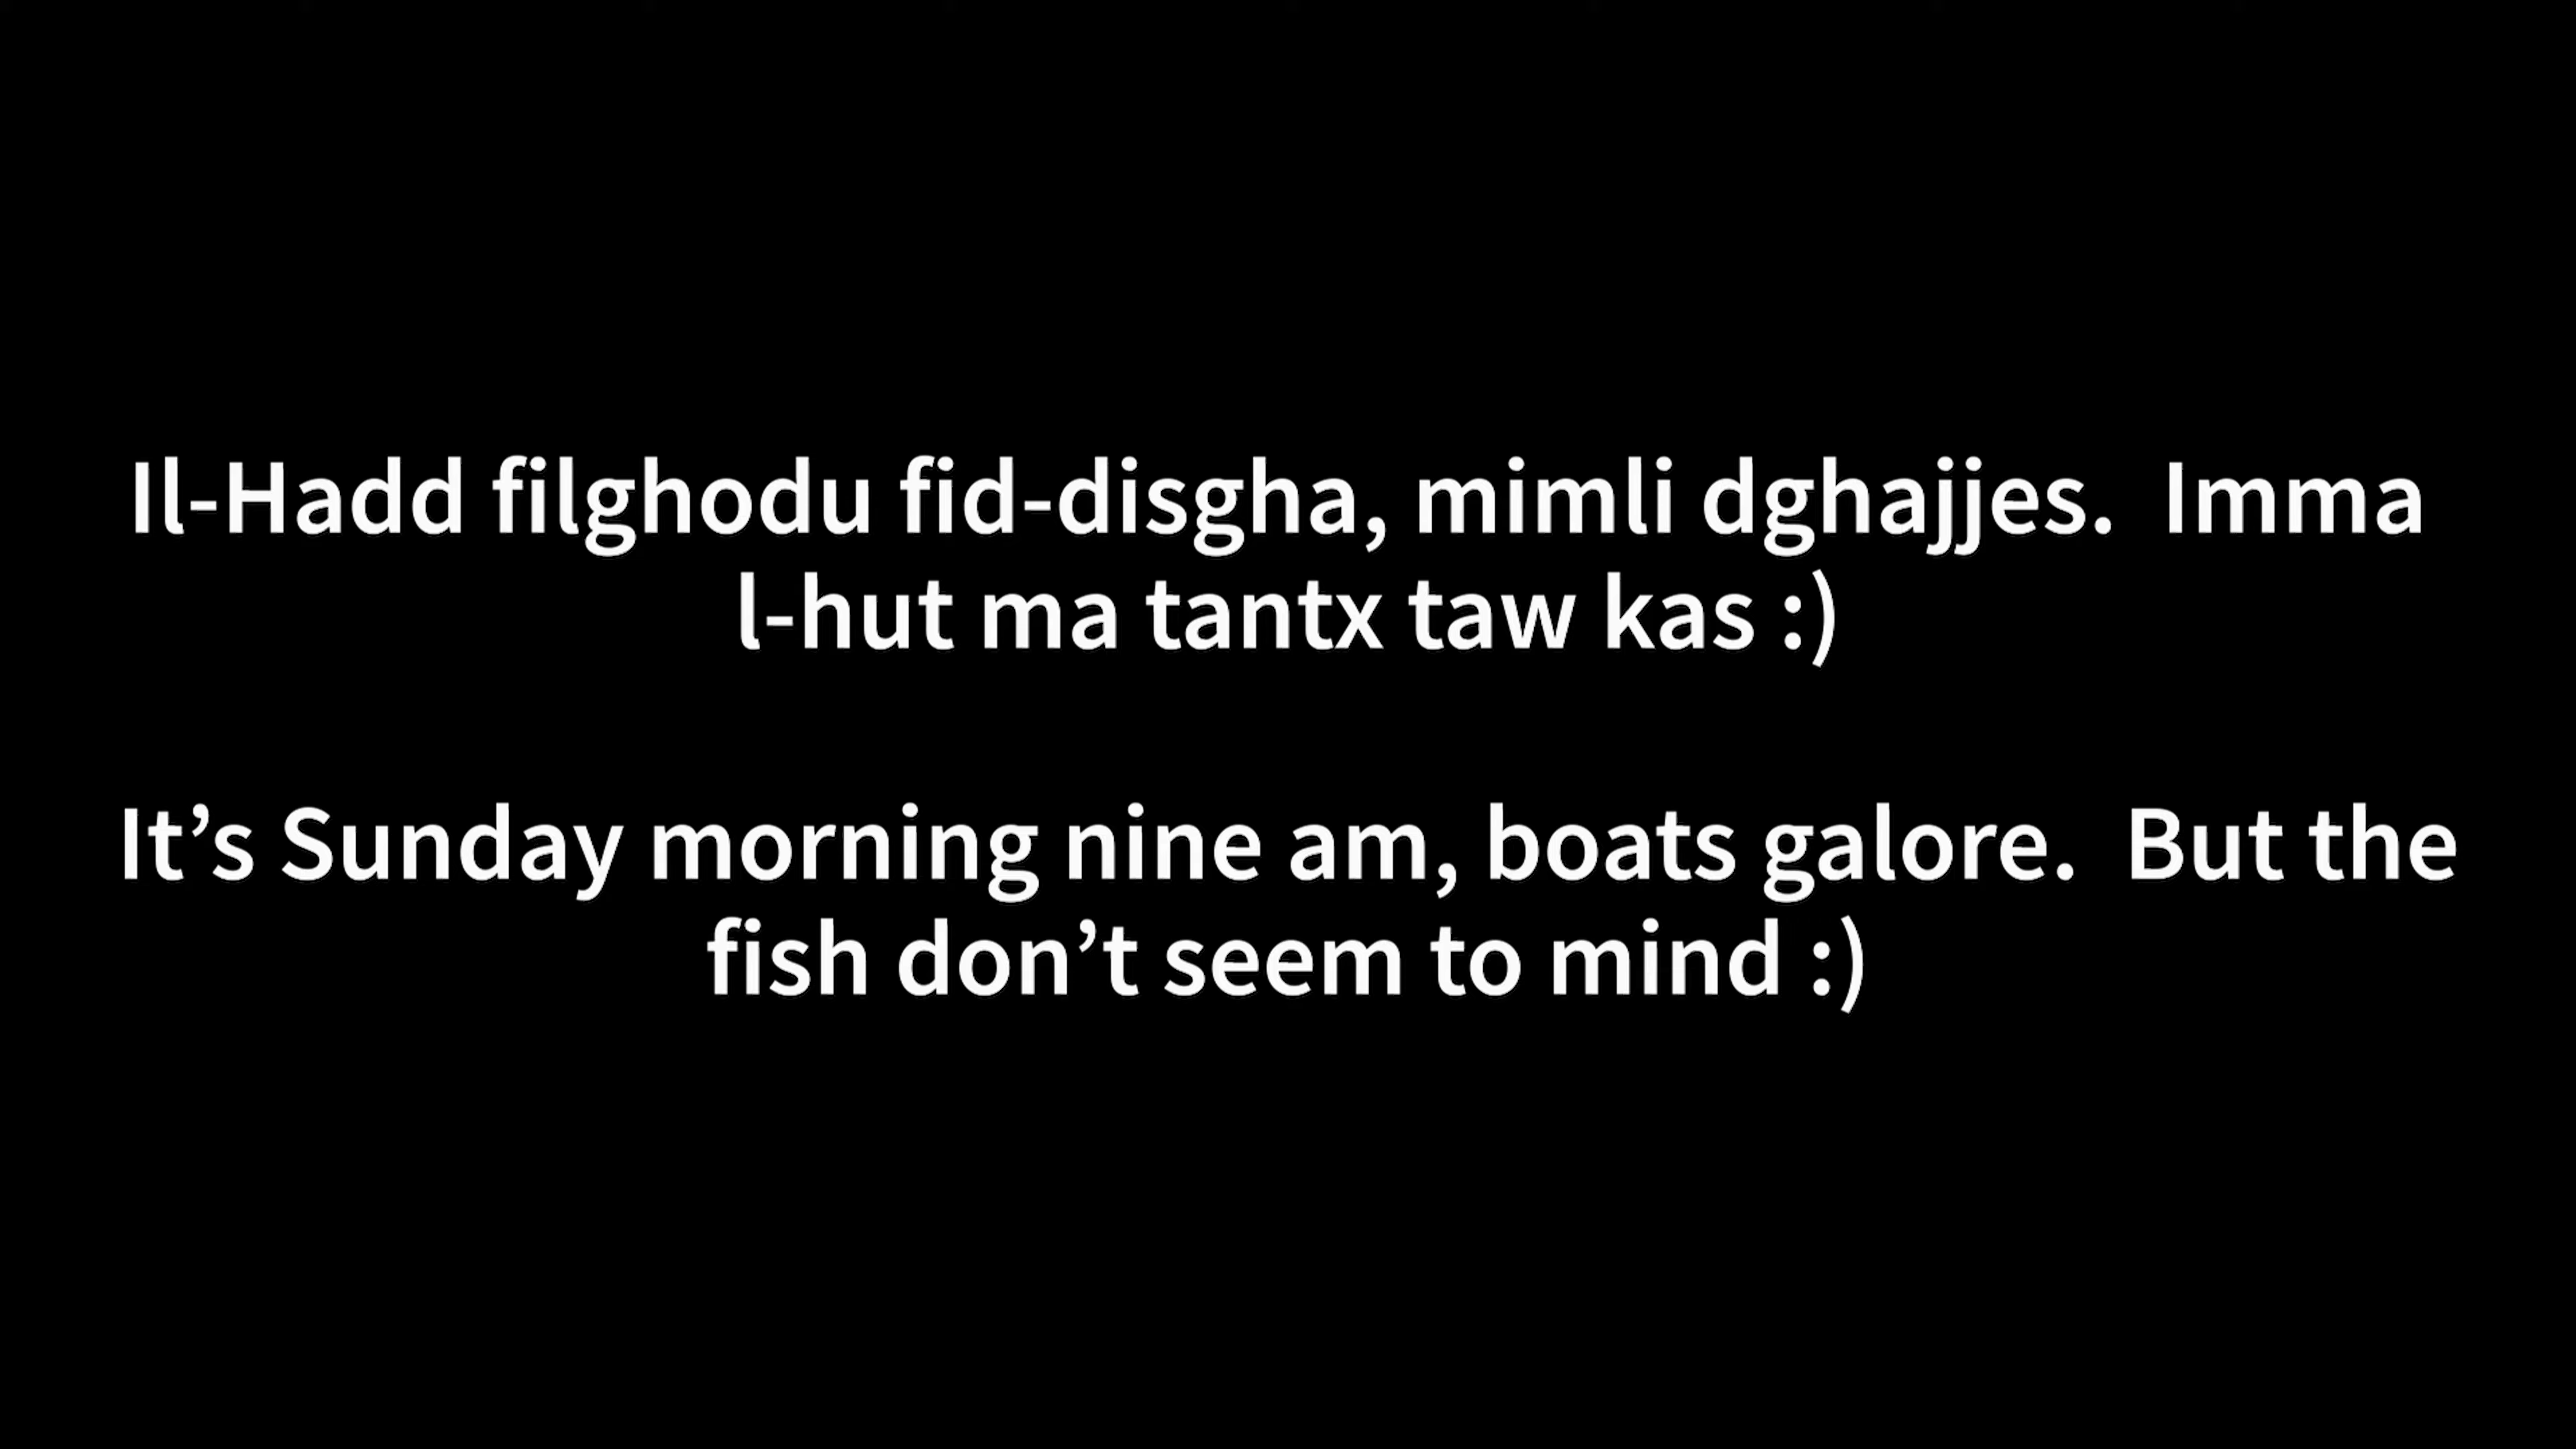 Il-Hadd filghodu fid-disgha, mimli dghajjes.  Imma
l-hut ma tantx taw kas :)
It’s Sunday morning nine am, boats galore.  But the
fish don’t seem to mind :)